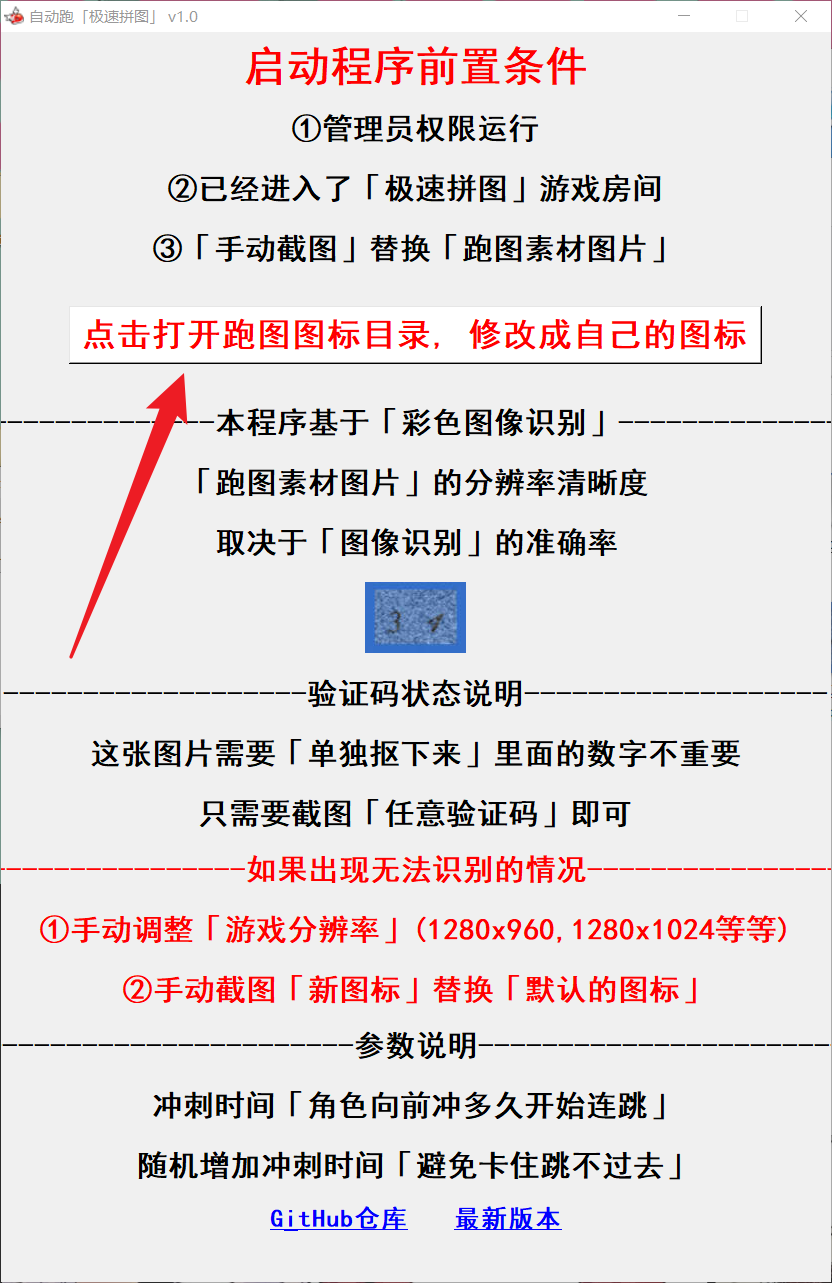 自动跑「极速拼图」 v1.0
启动程序前置条件
①管理员权限运行
②已经进入了「极速拼图」游戏房间
③「手动截图」替换「跑图素材图片」
点击打开跑图图标目录, 修改成自己的图标
--------------本程序基于「彩色图像识别」--------------
「跑图素材图片」的分辨率清晰度
取决于「图像识别」的准确率
--------------------验证码状态说明--------------------
这张图片需要「单独抠下来」里面的数字不重要
只需要截图「任意验证码」即可
----------------如果出现无法识别的情况----------------
①手动调整「游戏分辨率」(1280x960,1280x1024等等)
②手动截图「新图标」替换「默认的图标」
-----------------------参数说明-----------------------
冲刺时间「角色向前冲多久开始连跳」
随机增加冲刺时间「避免卡住跳不过去」
GitHub仓库 最新版本